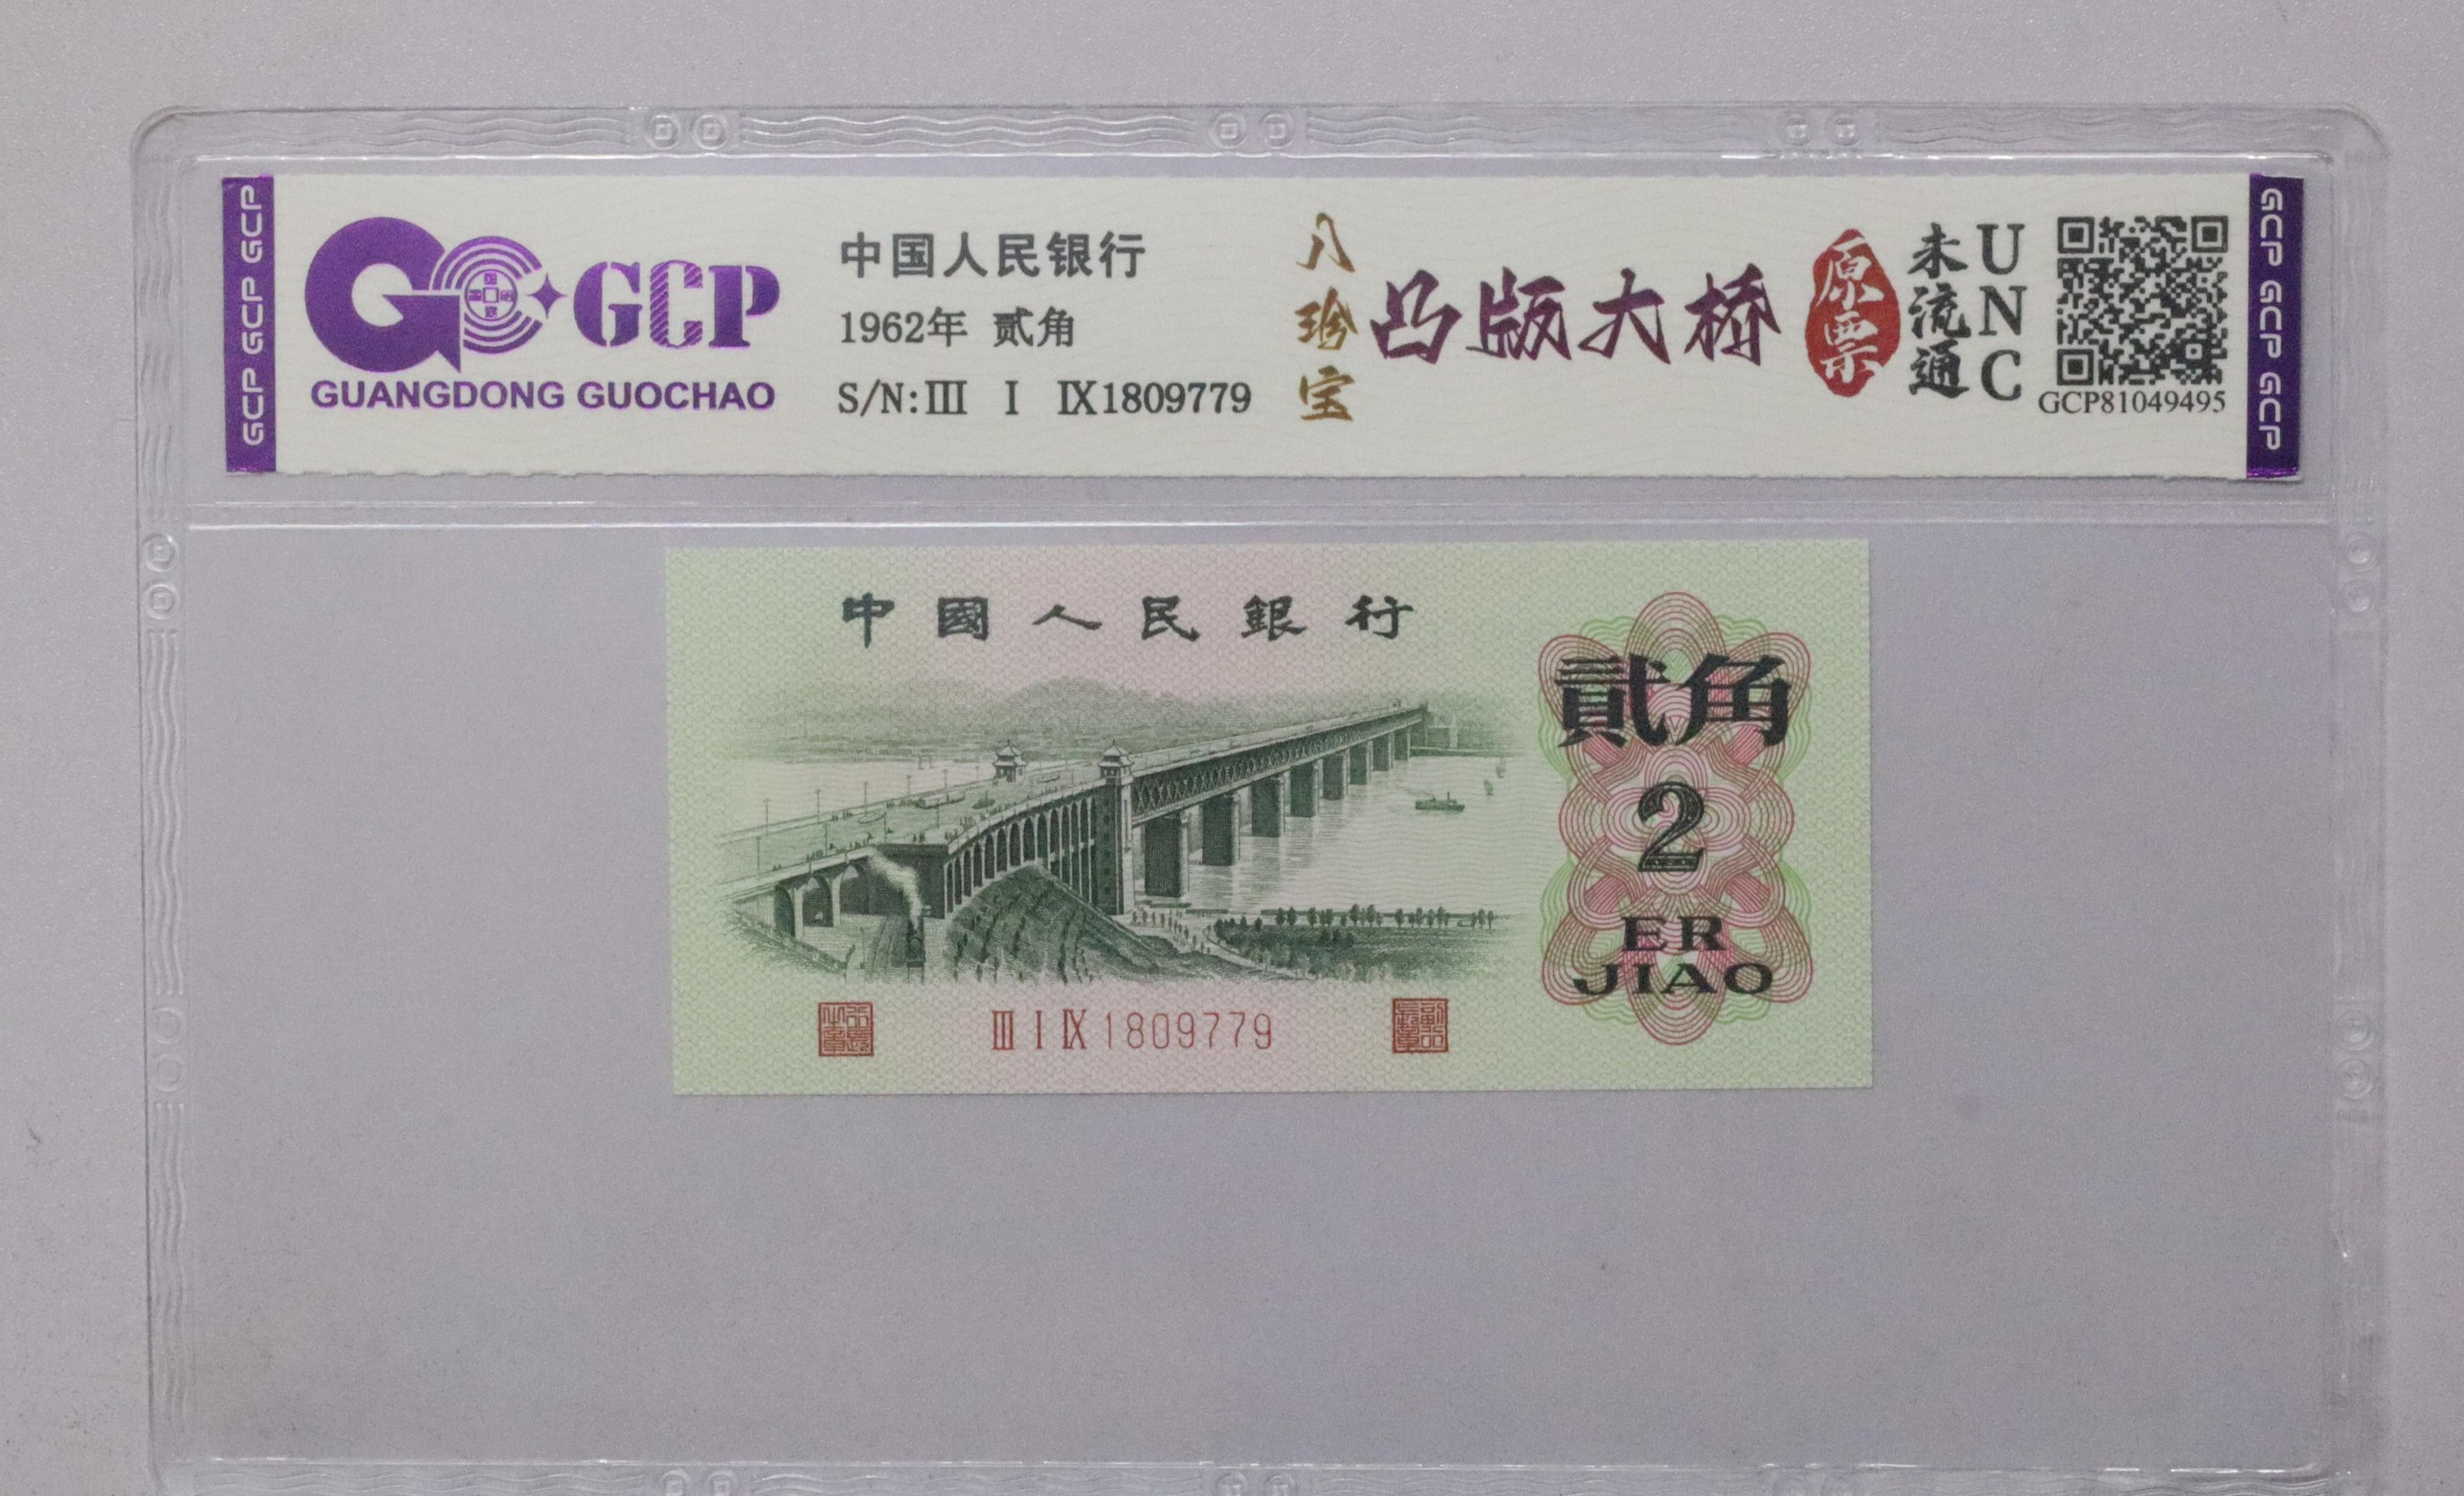 GCP GCP GCP
GCP
GUANGDONG GUOCHAO
中国人民银行
1962年 贰角
S/N:Ⅲ Ⅰ Ⅸ1809779
八珍宝
凸版大桥
原票
未流通
UNC
GCP81049495
GCP GCP GCP
中國人民銀行
貳角
2
ER
JIAO
Ⅲ Ⅰ Ⅸ 1809779